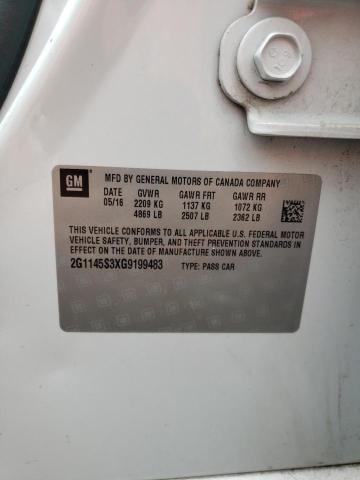 GM
MFD BY GENERAL MOTORS OF CANADA COMPANY
DATE GVWR GAWR FRT GAWR RR
05/16 2209 KG 1137 KG 1072 KG
4869 LB 2507 LB 2362 LB
THIS VEHICLE CONFORMS TO ALL APPLICABLE U.S. FEDERAL MOTOR
VEHICLE SAFETY, BUMPER, AND THEFT PREVENTION STANDARDS
IN EFFECT ON THE DATE OF MANUFACTURE SHOWN ABOVE.
2G1145S3XG9199483 TYPE: PASS CAR